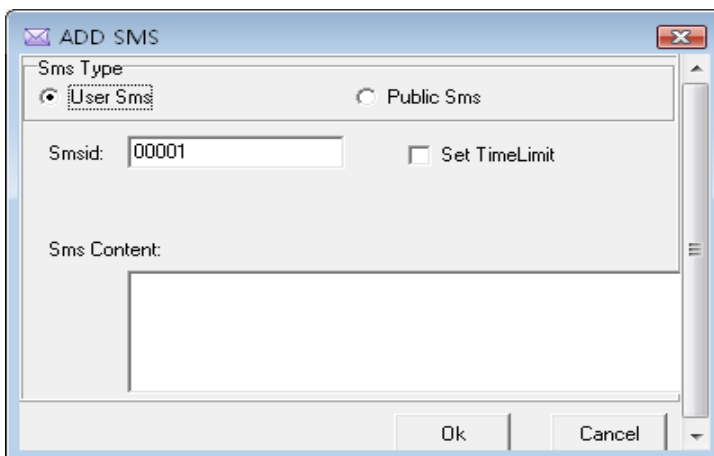 ADD SMS
Sms Type
User Sms Public Sms
Smsid: 00001 Set TimeLimit
Sms Content:
Ok Cancel